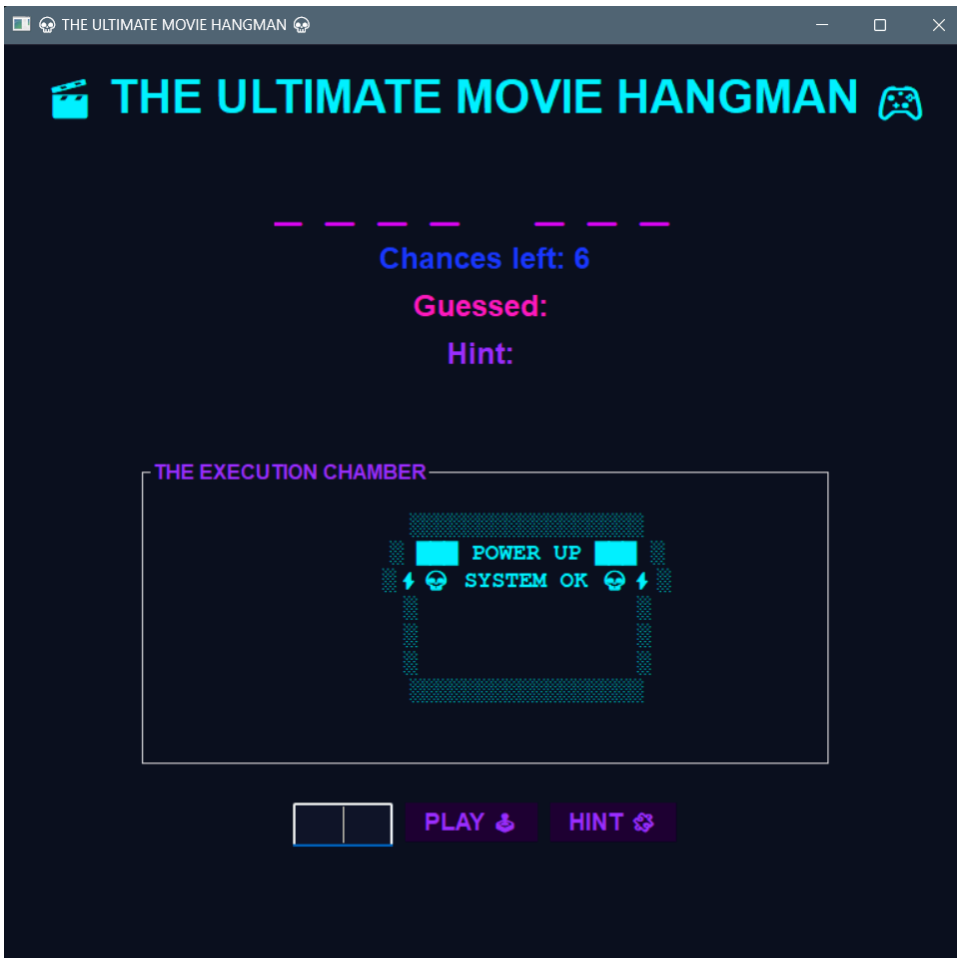 💀 THE ULTIMATE MOVIE HANGMAN 💀
🎬 THE ULTIMATE MOVIE HANGMAN 🎮
_ _ _ _   _ _ _
Chances left: 6
Guessed:
Hint:
THE EXECUTION CHAMBER
POWER UP
⚡ 💀 SYSTEM OK 💀 ⚡
PLAY 🕹
HINT